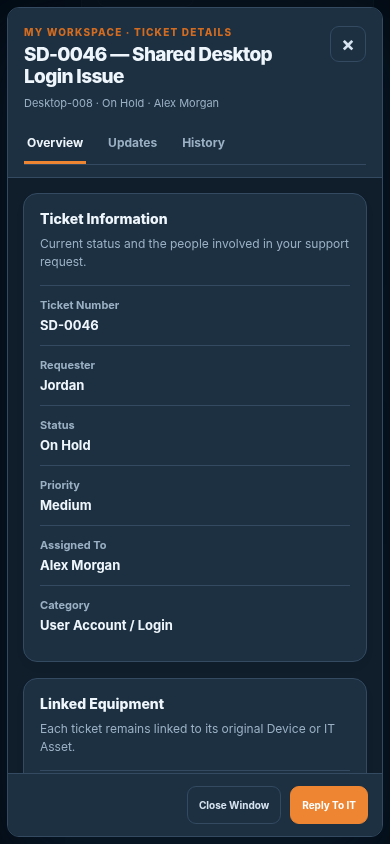 MY WORKSPACE · TICKET DETAILS
SD-0046 — Shared Desktop
Login Issue
×
Desktop-008 · On Hold · Alex Morgan
Overview Updates History
Ticket Information
Current status and the people involved in your support
request.
Ticket Number
SD-0046
Requester
Jordan
Status
On Hold
Priority
Medium
Assigned To
Alex Morgan
Category
User Account / Login
Linked Equipment
Each ticket remains linked to its original Device or IT
Asset.
Close Window Reply To IT